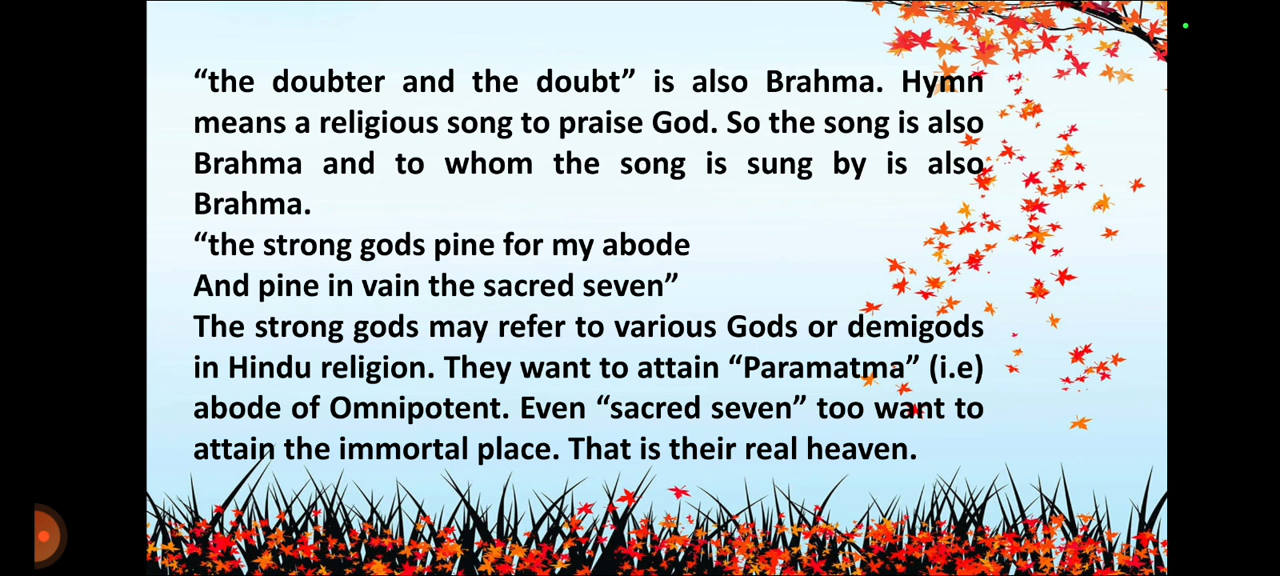 “the doubter and the doubt” is also Brahma. Hymn
means a religious song to praise God. So the song is also
Brahma and to whom the song is sung by is also
Brahma.
“the strong gods pine for my abode
And pine in vain the sacred seven”
The strong gods may refer to various Gods or demigods
in Hindu religion. They want to attain “Paramatma” (i.e)
abode of Omnipotent. Even “sacred seven” too want to
attain the immortal place. That is their real heaven.